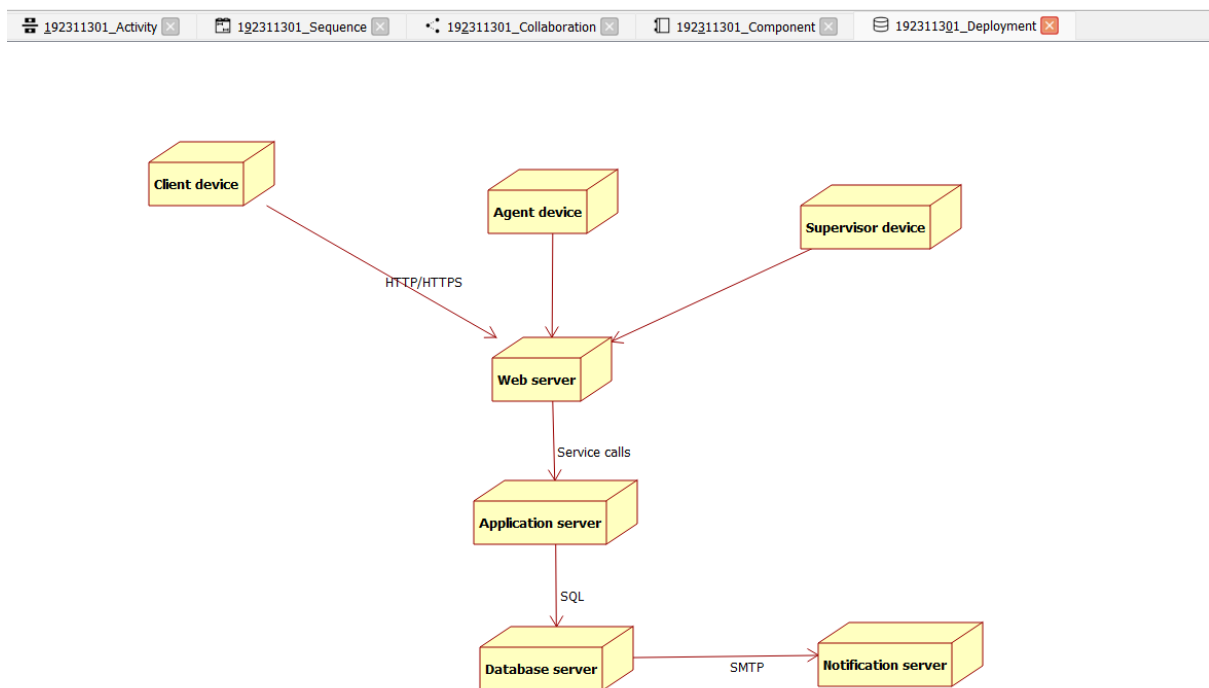 192311301_Activity
192311301_Sequence
192311301_Collaboration
192311301_Component
192311301_Deployment
Client device
Agent device
Supervisor device
HTTP/HTTPS
Web server
Service calls
Application server
SQL
Database server
SMTP
Notification server